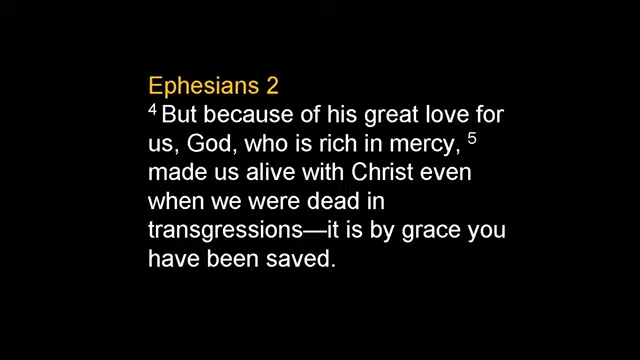 Ephesians 2
4 But because of his great love for
us, God, who is rich in mercy, 5
made us alive with Christ even
when we were dead in
transgressions—it is by grace you
have been saved.